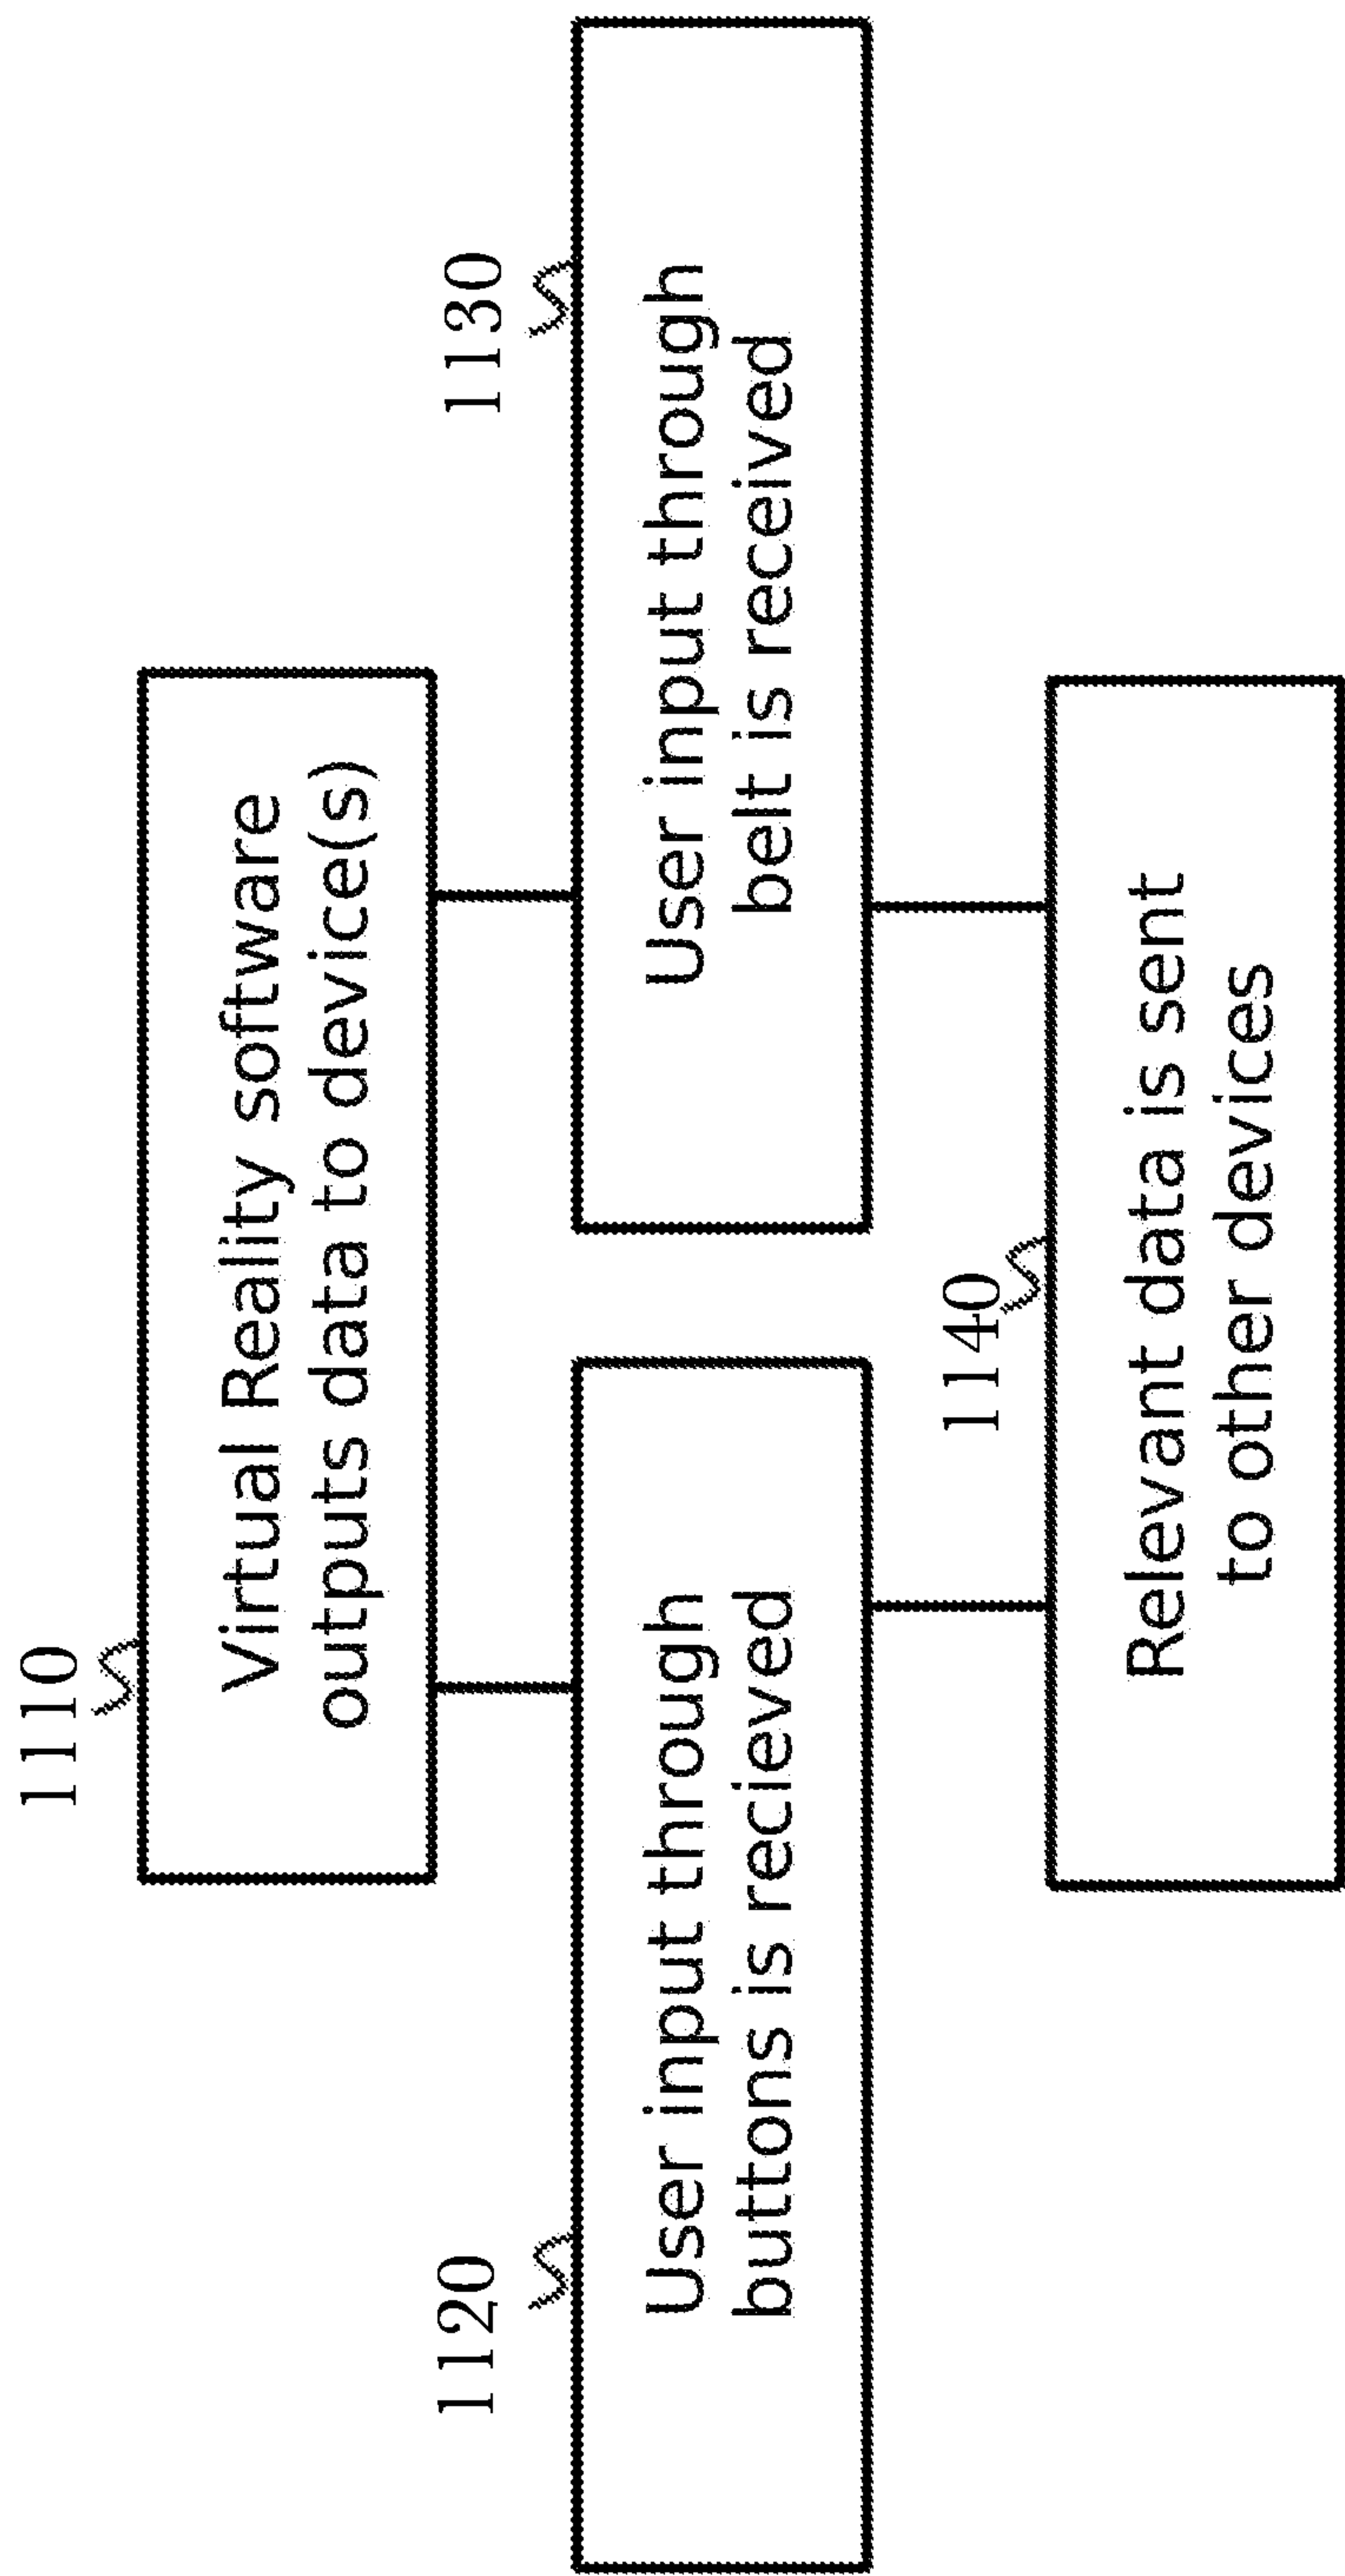 1110
Virtual Reality software
outputs data to device(s)
1120
User input through
buttons is recieved
1130
User input through
belt is received
1140
Relevant data is sent
to other devices